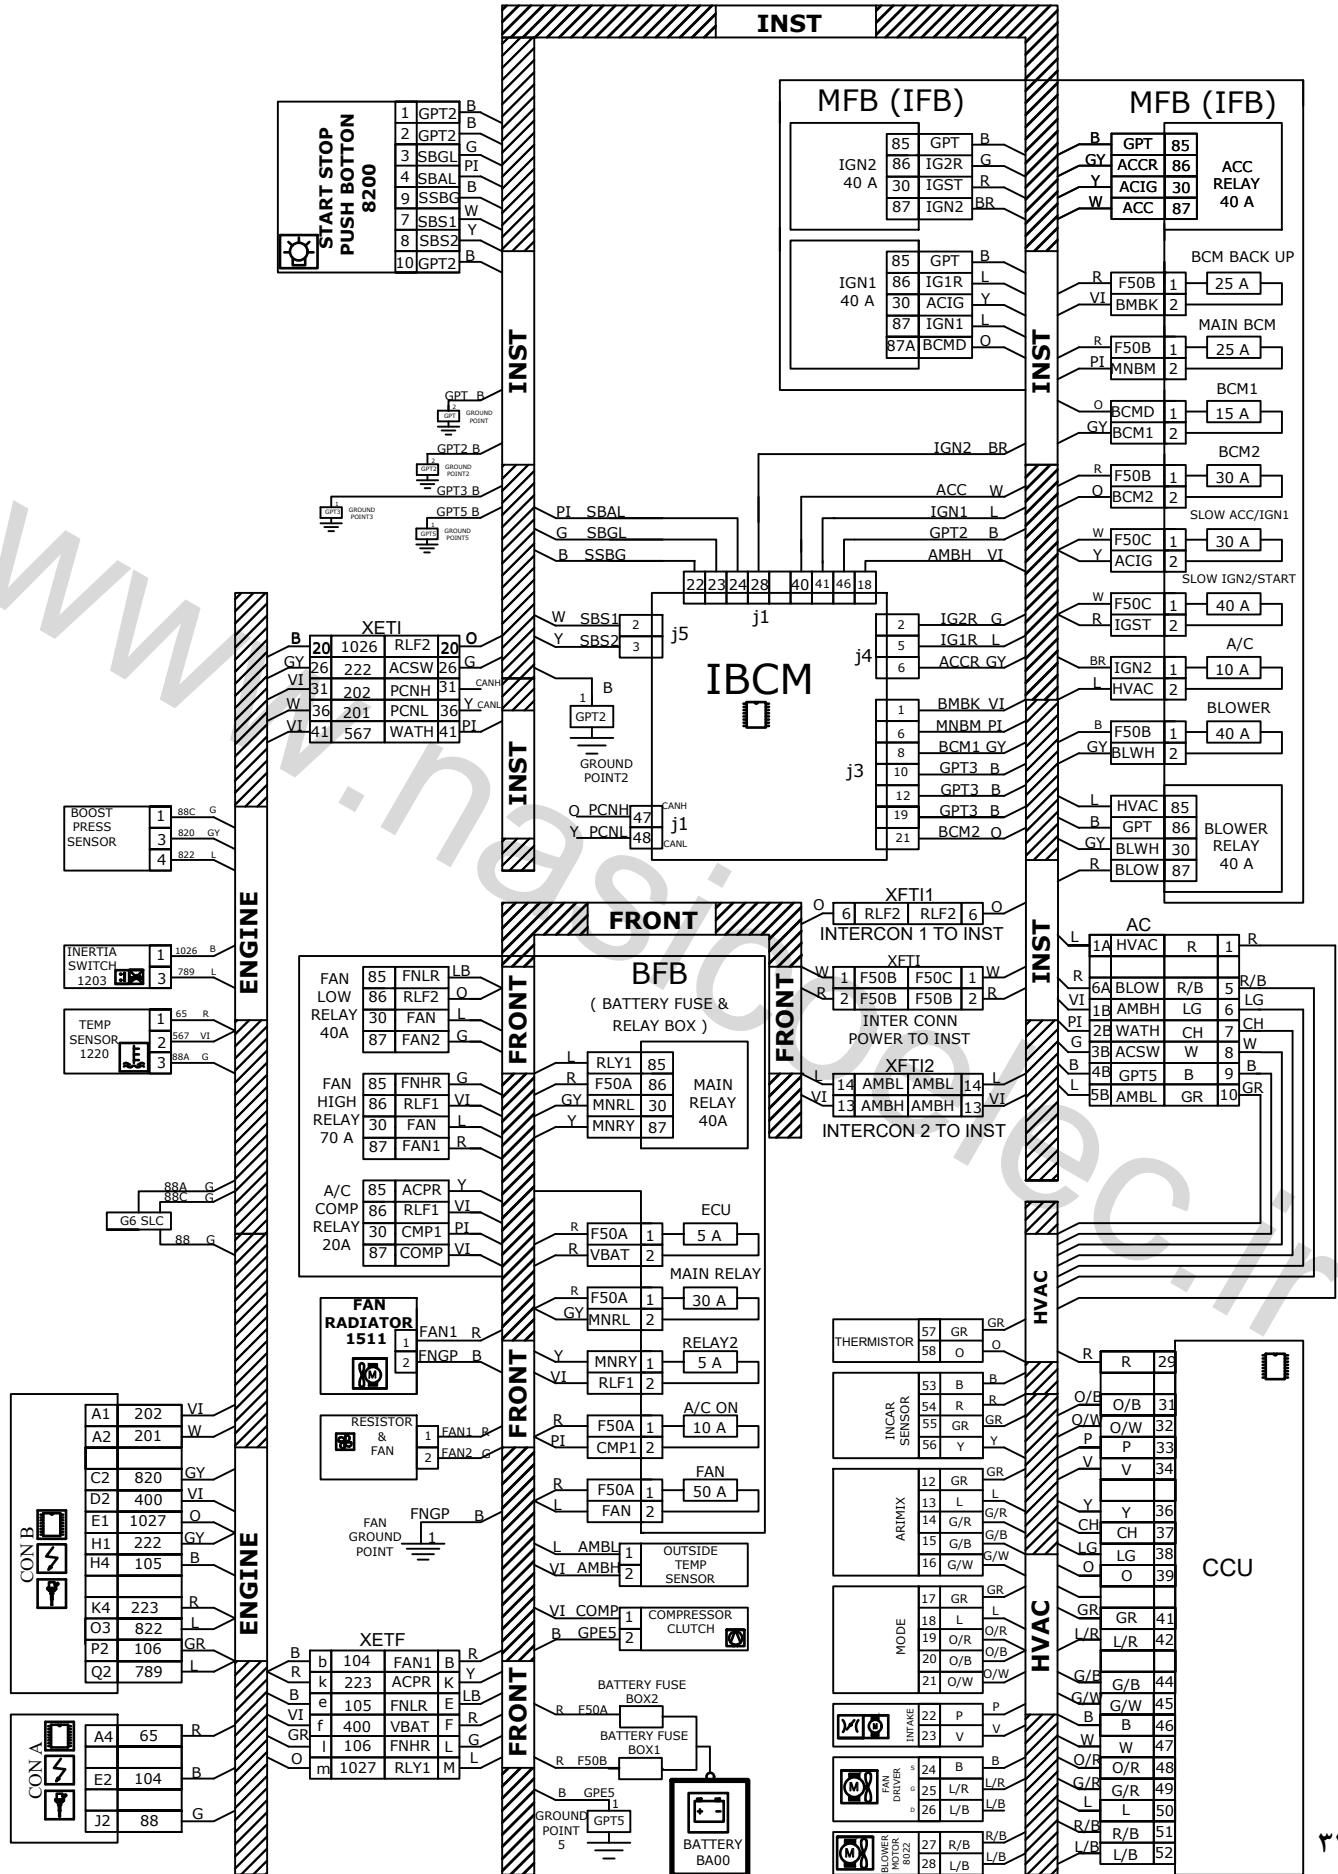 INST
START STOP
PUSH BOTTON
8200
1 GPT2 B
2 GPT2 B
3 SBGL G
4 SBAL PI
9 SSBG B
7 SBS1 W
8 SBS2 Y
10 GPT2 B
MFB (IFB)
IGN2
40 A
85 GPT B
86 IG2R G
30 IGST R
87 IGN2 BR
IGN1
40 A
85 GPT B
86 IG1R L
30 ACIG Y
87 IGN1 L
87A BCMD O
MFB (IFB)
B GPT 85
GY ACCR 86
Y ACIG 30
W ACC 87
ACC
RELAY
40 A
BCM BACK UP
R F50B 1 25 A
VI BMBK 2
MAIN BCM
R F50B 1 25 A
PI MNBM 2
BCM1
O BCMD 1 15 A
GY BCM1 2
BCM2
R F50B 1 30 A
O BCM2 2
SLOW ACC/IGN1
W F50C 1 30 A
Y ACIG 2
SLOW IGN2/START
W F50C 1 40 A
R IGST 2
A/C
BR IGN2 1 10 A
L HVAC 2
BLOWER
B F50B 1 40 A
GY BLWH 2
L HVAC 85
B GPT 86
GY BLWH 30
R BLOW 87
BLOWER
RELAY
40 A
INST
INST
GPT B
2
GPT
GROUND
POINT
GPT2 B
2
GPT2
GROUND
POINT2
GPT3 B
1
GPT3
GROUND
POINT3
GPT5 B
1
GPT5
GROUND
POINT5
PI SBAL
G SBGL
B SSBG
IGN2 BR
ACC W
IGN1 L
GPT2 B
AMBH VI
22 23 24 28 40 41 46 18
j1
IBCM
W SBS1 2
Y SBS2 3
j5
j4
2 IG2R G
5 IG1R L
6 ACCR GY
j3
1 BMBK VI
6 MNBM PI
8 BCM1 GY
10 GPT3 B
12 GPT3 B
19 GPT3 B
21 BCM2 O
B
1
GPT2
GROUND
POINT2
O PCNH 47 CANH
Y PCNL 48 CANL
j1
XETI
B 20 1026 RLF2 20 O
GY 26 222 ACSW 26 G
VI 31 202 PCNH 31 CANH
W 36 201 PCNL 36 Y CANL
VI 41 567 WATH 41 PI
INST
BOOST
PRESS
SENSOR
1 88C G
3 820 GY
4 822 L
ENGINE
INERTIA
SWITCH
1203
1 1026 B
3 789 L
TEMP
SENSOR
1220
1 65 R
2 567 VI
3 88A G
88A G
88C G
G6 SLC
88 G
FRONT
BFB
( BATTERY FUSE &
RELAY BOX )
FAN
LOW
RELAY
40A
85 FNLR LB
86 RLF2 O
30 FAN L
87 FAN2 G
FAN
HIGH
RELAY
70 A
85 FNHR G
86 RLF1 VI
30 FAN L
87 FAN1 R
A/C
COMP
RELAY
20A
85 ACPR Y
86 RLF1 VI
30 CMP1 PI
87 COMP VI
FRONT
FRONT
L RLY1 85
R F50A 86
GY MNRL 30
Y MNRY 87
MAIN
RELAY
40A
ECU
R F50A 1 5 A
R VBAT 2
MAIN RELAY
R F50A 1 30 A
GY MNRL 2
RELAY2
Y MNRY 1 5 A
VI RLF1 2
A/C ON
R F50A 1 10 A
PI CMP1 2
FAN
R F50A 1 50 A
L FAN 2
XFTI1
O 6 RLF2 RLF2 6 O
INTERCON 1 TO INST
XFTI
W 1 F50B F50C 1 W
R 2 F50B F50B 2 R
INTER CONN
POWER TO INST
XFTI2
L 14 AMBL AMBL 14 L
VI 13 AMBH AMBH 13 VI
INTERCON 2 TO INST
INST
AC
L 1A HVAC R 1 R
R 6A BLOW R/B 5 R/B
VI 1B AMBH LG 6 LG
PI 2B WATH CH 7 CH
G 3B ACSW W 8 W
B 4B GPT5 B 9 B
L 5B AMBL GR 10 GR
HVAC
FAN
RADIATOR
1511
1 FAN1 R
2 FNGP B
RESISTOR
&
FAN
1 FAN1 R
2 FAN2 G
FAN
GROUND
POINT
FNGP B
1
FRONT
L AMBL 1
VI AMBH 2
OUTSIDE
TEMP
SENSOR
VI COMP 1
B GPE5 2
COMPRESSOR
CLUTCH
CON B
A1 202 VI
A2 201 W
C2 820 GY
D2 400 VI
E1 1027 O
H1 222 GY
H4 105 B
K4 223 R
O3 822 L
P2 106 GR
Q2 789 L
ENGINE
CON A
A4 65 R
E2 104 B
J2 88 G
XETF
B b 104 FAN1 B R
R k 223 ACPR K Y
B e 105 FNLR E LB
VI f 400 VBAT F R
GR l 106 FNHR L G
O m 1027 RLY1 M L
FRONT
BATTERY FUSE
BOX2
R F50A
BATTERY FUSE
BOX1
R F50B
B GPE5
1
GPT5
GROUND
POINT
5
+ -
BATTERY
BA00
THERMISTOR
57 GR GR
58 O O
INCAR
SENSOR
53 B B
54 R R
55 GR GR
56 Y Y
ARIMIX
12 GR GR
13 L L
14 G/R G/R
15 G/B G/B
16 G/W G/W
MODE
17 GR GR
18 L L
19 O/R O/R
20 O/B O/B
21 O/W O/W
INTAKE
22 P P
23 V V
M
FAN
DRIVER
S 24 B B
G 25 L/R L/R
D 26 L/B L/B
M
BLOWER
MOTOR
8022
27 R/B R/B
28 L/B L/B
HVAC
CCU
R R 29
O/B O/B 31
O/W O/W 32
P P 33
V V 34
Y Y 36
CH CH 37
LG LG 38
O O 39
GR GR 41
L/R L/R 42
G/B G/B 44
G/W G/W 45
B B 46
W W 47
O/R O/R 48
G/R G/R 49
L L 50
R/B R/B 51
L/B L/B 52
www.nasicoelec.ir